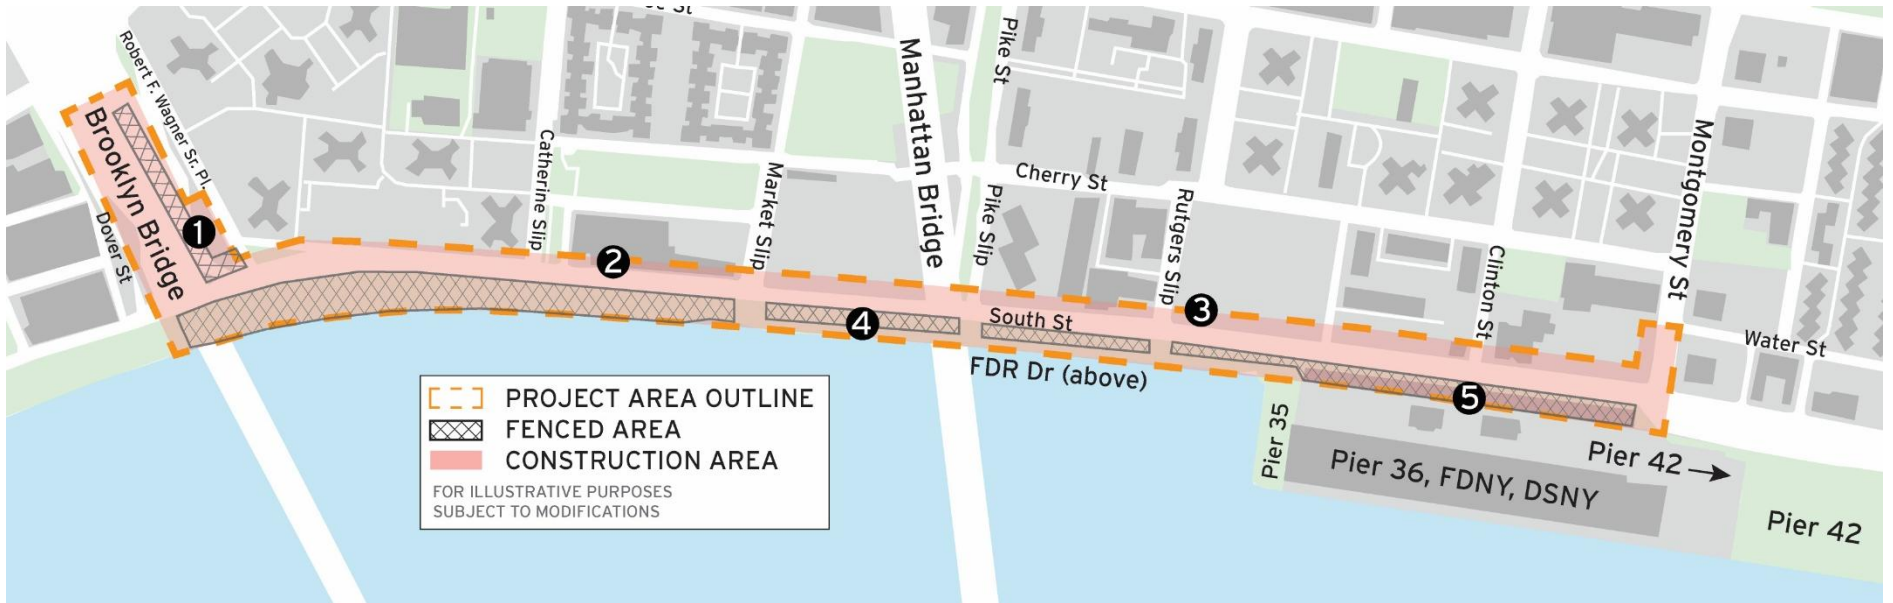 st St
Robert F. Wagner Sr. Pl.
Brooklyn Bridge
Dover St
1
Catherine Slip
2
Market Slip
Manhattan Bridge
Pike St
Pike Slip
Cherry St
Rutgers Slip
3
4
South St
FDR Dr (above)
Clinton St
5
Montgomery St
Water St
Pier 35
Pier 36, FDNY, DSNY
Pier 42
Pier 42
PROJECT AREA OUTLINE
FENCED AREA
CONSTRUCTION AREA
FOR ILLUSTRATIVE PURPOSES
SUBJECT TO MODIFICATIONS